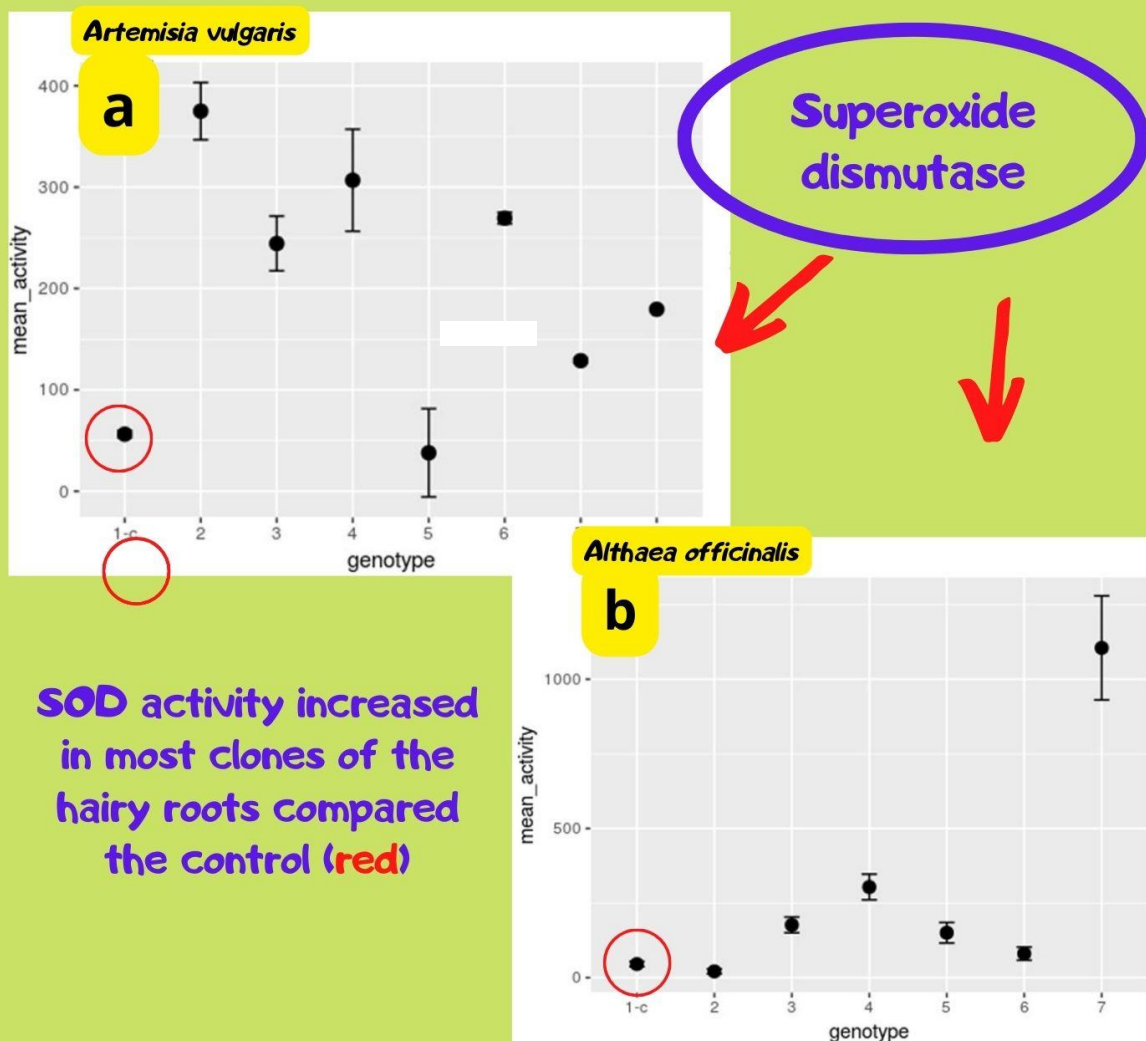 Artemisia vulgaris
a
400
300
200
100
0
mean_activity
1-c 2 3 4 5 6
genotype
Superoxide
dismutase
SOD activity increased
in most clones of the
hairy roots compared
the control (red)
Althaea officinalis
b
1000
500
0
mean_activity
1-c 2 3 4 5 6 7
genotype